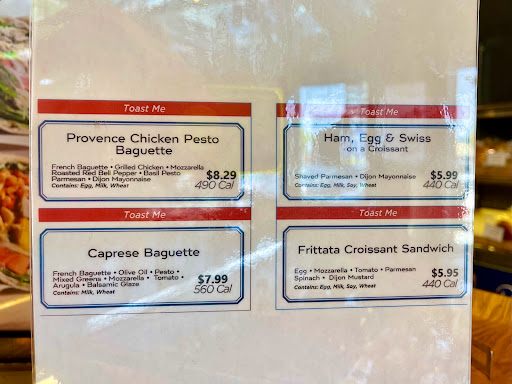 Toast Me
Provence Chicken Pesto
Baguette
French Baguette • Grilled Chicken • Mozzarella
Roasted Red Bell Pepper • Basil Pesto
Parmesan • Dijon Mayonnaise
Contains: Egg, Milk, Wheat
$8.29
490 Cal
Toast Me
Ham, Egg & Swiss
on a Croissant
Shaved Parmesan • Dijon Mayonnaise
Contains: Egg, Milk, Soy, Wheat
$5.99
440 Cal
Toast Me
Caprese Baguette
French Baguette • Olive Oil • Pesto •
Mixed Greens • Mozzarella • Tomato •
Arugula • Balsamic Glaze
Contains: Milk, Wheat
$7.99
560 Cal
Toast Me
Frittata Croissant Sandwich
Egg • Mozzarella • Tomato • Parmesan
Spinach • Dijon Mustard
Contains: Egg, Milk, Soy, Wheat
$5.95
440 Cal